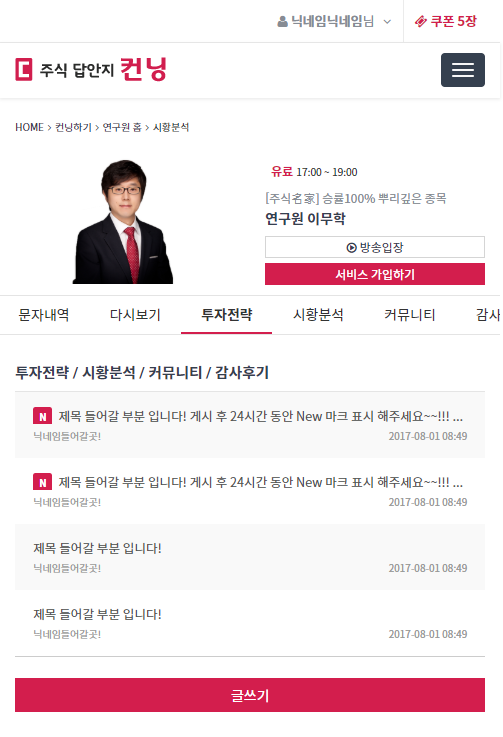 닉네임닉네임님 쿠폰 5장
주식 답안지 컨닝
HOME > 컨닝하기 > 연구원 홈 > 시황분석
유료 17:00 ~ 19:00
[주식名家] 승률100% 뿌리깊은 종목
연구원 이무학
방송입장
서비스 가입하기
문자내역 다시보기 투자전략 시황분석 커뮤니티 감사
투자전략 / 시황분석 / 커뮤니티 / 감사후기
N 제목 들어갈 부분 입니다! 게시 후 24시간 동안 New 마크 표시 해주세요~~!!! ...
닉네임들어갈곳! 2017-08-01 08:49
N 제목 들어갈 부분 입니다! 게시 후 24시간 동안 New 마크 표시 해주세요~~!!! ...
닉네임들어갈곳! 2017-08-01 08:49
제목 들어갈 부분 입니다!
닉네임들어갈곳! 2017-08-01 08:49
제목 들어갈 부분 입니다!
닉네임들어갈곳! 2017-08-01 08:49
글쓰기